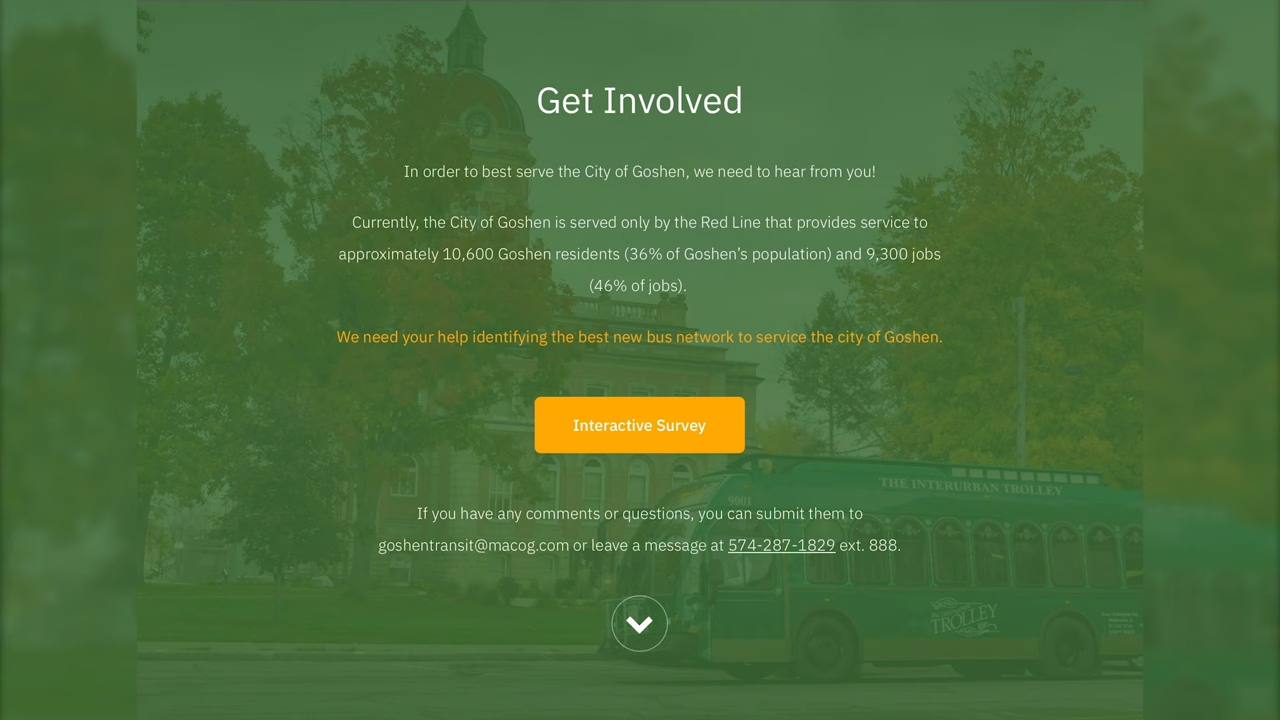 Get Involved
In order to best serve the City of Goshen, we need to hear from you!
Currently, the City of Goshen is served only by the Red Line that provides service to
approximately 10,600 Goshen residents (36% of Goshen’s population) and 9,300 jobs
(46% of jobs).
We need your help identifying the best new bus network to service the city of Goshen.
Interactive Survey
THE INTERURBAN TROLLEY
9001
If you have any comments or questions, you can submit them to
goshentransit@macog.com or leave a message at 574-287-1829 ext. 888.
TROLLEY